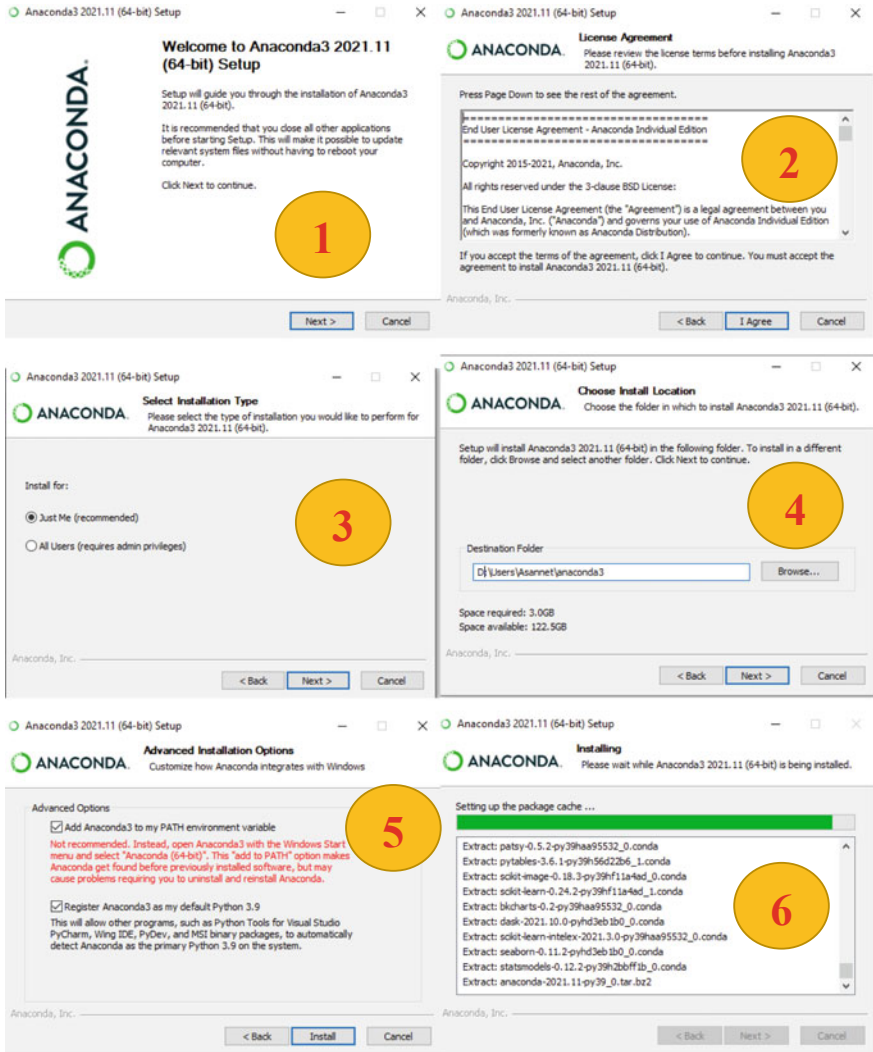 Anaconda3 2021.11 (64-bit) Setup
ANACONDA.
Welcome to Anaconda3 2021.11
(64-bit) Setup
Setup will guide you through the installation of Anaconda3
2021.11 (64-bit).
It is recommended that you close all other applications
before starting Setup. This will make it possible to update
relevant system files without having to reboot your
computer.
Click Next to continue.
1
Next >
Cancel
Anaconda3 2021.11 (64-bit) Setup
ANACONDA.
License Agreement
Please review the license terms before installing Anaconda3
2021.11 (64-bit).
Press Page Down to see the rest of the agreement.
====================================
End User License Agreement - Anaconda Individual Edition
====================================
Copyright 2015-2021, Anaconda, Inc.
All rights reserved under the 3-clause BSD License:
This End User License Agreement (the "Agreement") is a legal agreement between you
and Anaconda, Inc. ("Anaconda") and governs your use of Anaconda Individual Edition
(which was formerly known as Anaconda Distribution).
2
If you accept the terms of the agreement, click I Agree to continue. You must accept the
agreement to install Anaconda3 2021.11 (64-bit).
Anaconda, Inc.
< Back
I Agree
Cancel
Anaconda3 2021.11 (64-bit) Setup
ANACONDA.
Select Installation Type
Please select the type of installation you would like to perform for
Anaconda3 2021.11 (64-bit).
Install for:
Just Me (recommended)
All Users (requires admin privileges)
3
Anaconda, Inc.
< Back
Next >
Cancel
Anaconda3 2021.11 (64-bit) Setup
ANACONDA.
Choose Install Location
Choose the folder in which to install Anaconda3 2021.11 (64-bit).
Setup will install Anaconda3 2021.11 (64-bit) in the following folder. To install in a different
folder, click Browse and select another folder. Click Next to continue.
4
Destination Folder
D:\Users\Asannet\anaconda3
Browse...
Space required: 3.0GB
Space available: 122.5GB
Anaconda, Inc.
< Back
Next >
Cancel
Anaconda3 2021.11 (64-bit) Setup
ANACONDA.
Advanced Installation Options
Customize how Anaconda integrates with Windows
5
Advanced Options
Add Anaconda3 to my PATH environment variable
Not recommended. Instead, open Anaconda3 with the Windows Start
menu and select "Anaconda (64-bit)". This "add to PATH" option makes
Anaconda get found before previously installed software, but may
cause problems requiring you to uninstall and reinstall Anaconda.
Register Anaconda3 as my default Python 3.9
This will allow other programs, such as Python Tools for Visual Studio
PyCharm, Wing IDE, PyDev, and MSI binary packages, to automatically
detect Anaconda as the primary Python 3.9 on the system.
Anaconda, Inc.
< Back
Install
Cancel
Anaconda3 2021.11 (64-bit) Setup
ANACONDA.
Installing
Please wait while Anaconda3 2021.11 (64-bit) is being installed.
Setting up the package cache ...
Extract: patsy-0.5.2-py39haa95532_0.conda
Extract: pytables-3.6.1-py39h56d22b6_1.conda
Extract: scikit-image-0.18.3-py39hf11a4ad_0.conda
Extract: scikit-learn-0.24.2-py39hf11a4ad_1.conda
Extract: bkcharts-0.2-py39haa95532_0.conda
Extract: dask-2021.10.0-pyhd3eb1b0_0.conda
Extract: scikit-learn-intelex-2021.3.0-py39haa95532_0.conda
Extract: seaborn-0.11.2-pyhd3eb1b0_0.conda
Extract: statsmodels-0.12.2-py39h2bbff1b_0.conda
Extract: anaconda-2021.11-py39_0.tar.bz2
6
Anaconda, Inc.
< Back
Next >
Cancel